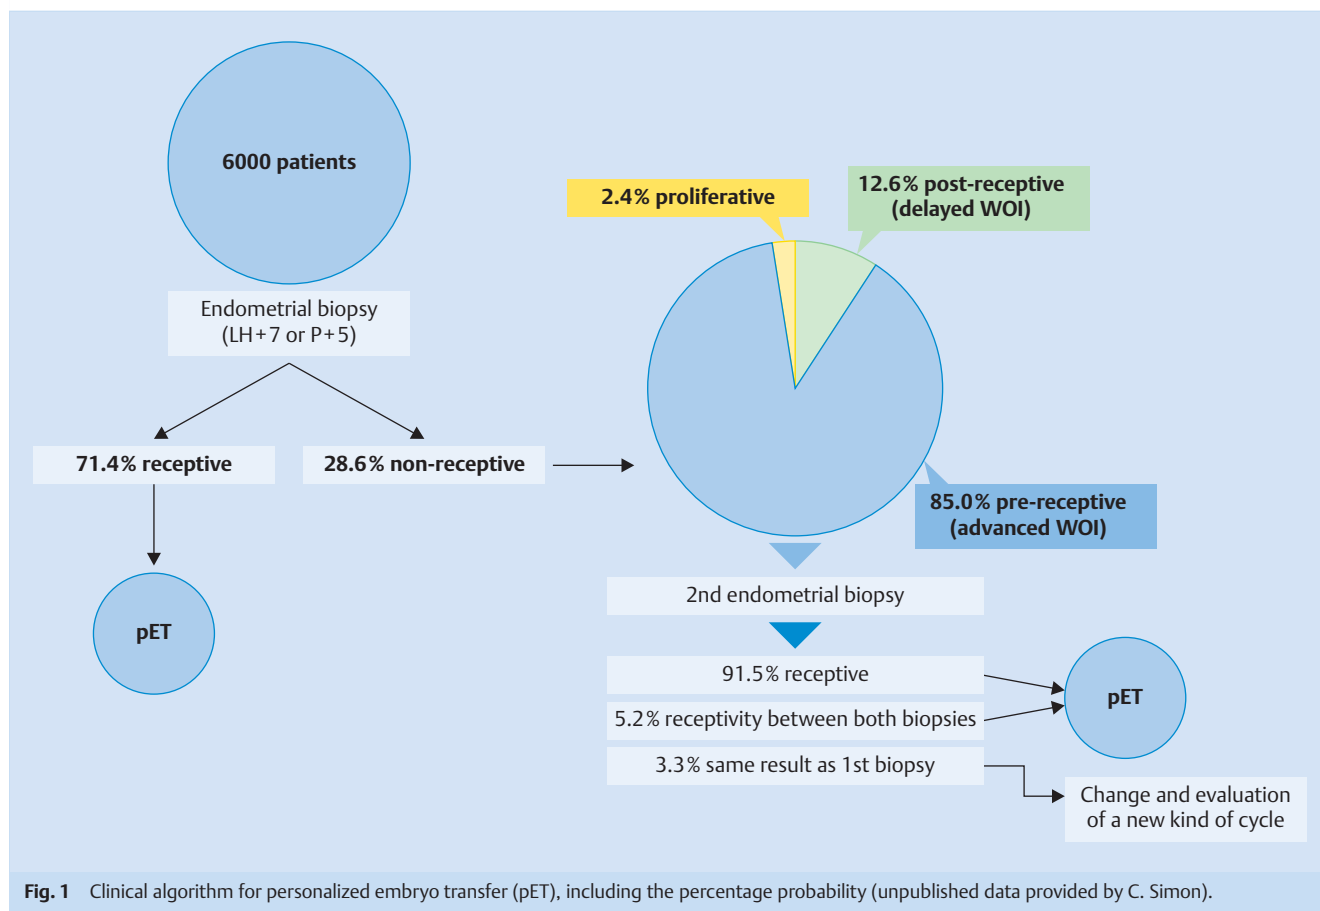 6000 patients
Endometrial biopsy
(LH+7 or P+5)
71.4% receptive
28.6% non-receptive
pET
2.4% proliferative
12.6% post-receptive
(delayed WOI)
85.0% pre-receptive
(advanced WOI)
2nd endometrial biopsy
91.5% receptive
5.2% receptivity between both biopsies
3.3% same result as 1st biopsy
pET
Change and evaluation
of a new kind of cycle
Fig. 1 Clinical algorithm for personalized embryo transfer (pET), including the percentage probability (unpublished data provided by C. Simon).